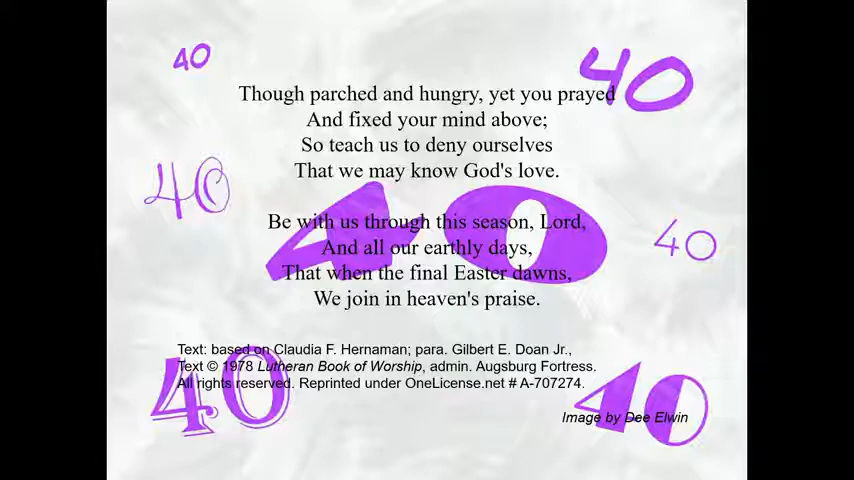 40
40
Though parched and hungry, yet you prayed
And fixed your mind above;
So teach us to deny ourselves
That we may know God's love.
40
40
40
Be with us through this season, Lord,
And all our earthly days,
That when the final Easter dawns,
We join in heaven's praise.
40
40
Text: based on Claudia F. Hernaman; para. Gilbert E. Doan Jr.,
Text © 1978 Lutheran Book of Worship, admin. Augsburg Fortress.
All rights reserved. Reprinted under OneLicense.net # A-707274.
Image by Dee Elwin